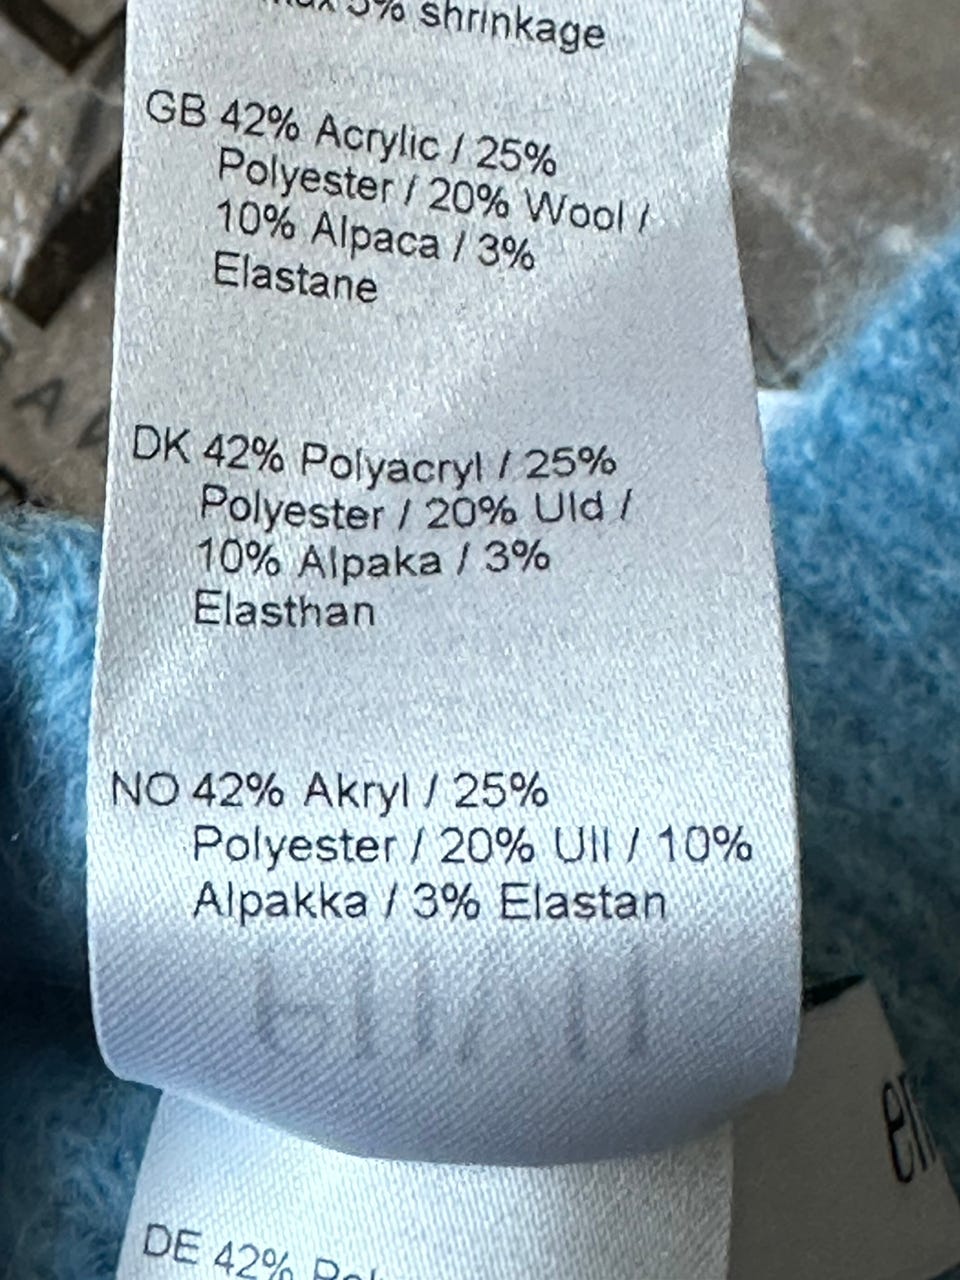 5% shrinkage
GB 42% Acrylic / 25%
Polyester / 20% Wool /
10% Alpaca / 3%
Elastane
DK 42% Polyacryl / 25%
Polyester / 20% Uld /
10% Alpaka / 3%
Elasthan
NO 42% Akryl / 25%
Polyester / 20% Ull / 10%
Alpakka / 3% Elastan
DE 42%